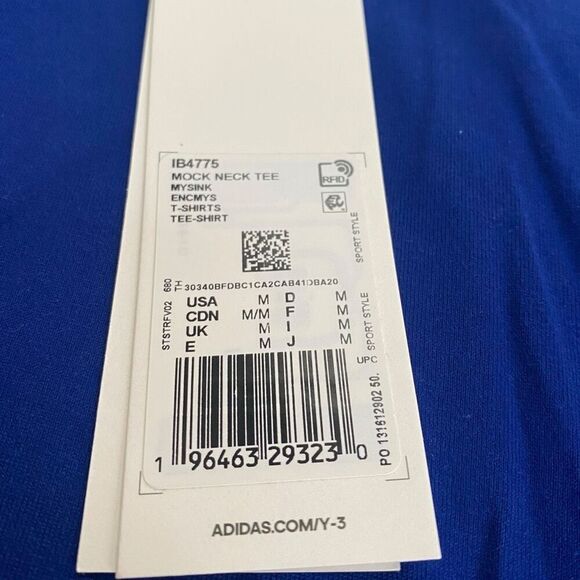 IB4775
MOCK NECK TEE
MYSINK
ENCMYS
T-SHIRTS
TEE-SHIRT
RFID
SPORT STYLE
SPORT STYLE
STSTRFV02 680
TH 30340BFDBC1CA2CAB41DBA20
USA M D M
CDN M/M F M
UK M I M
E M J M
UPC
1 96463 29323 0
PO 131612902 50.
ADIDAS.COM/Y-3